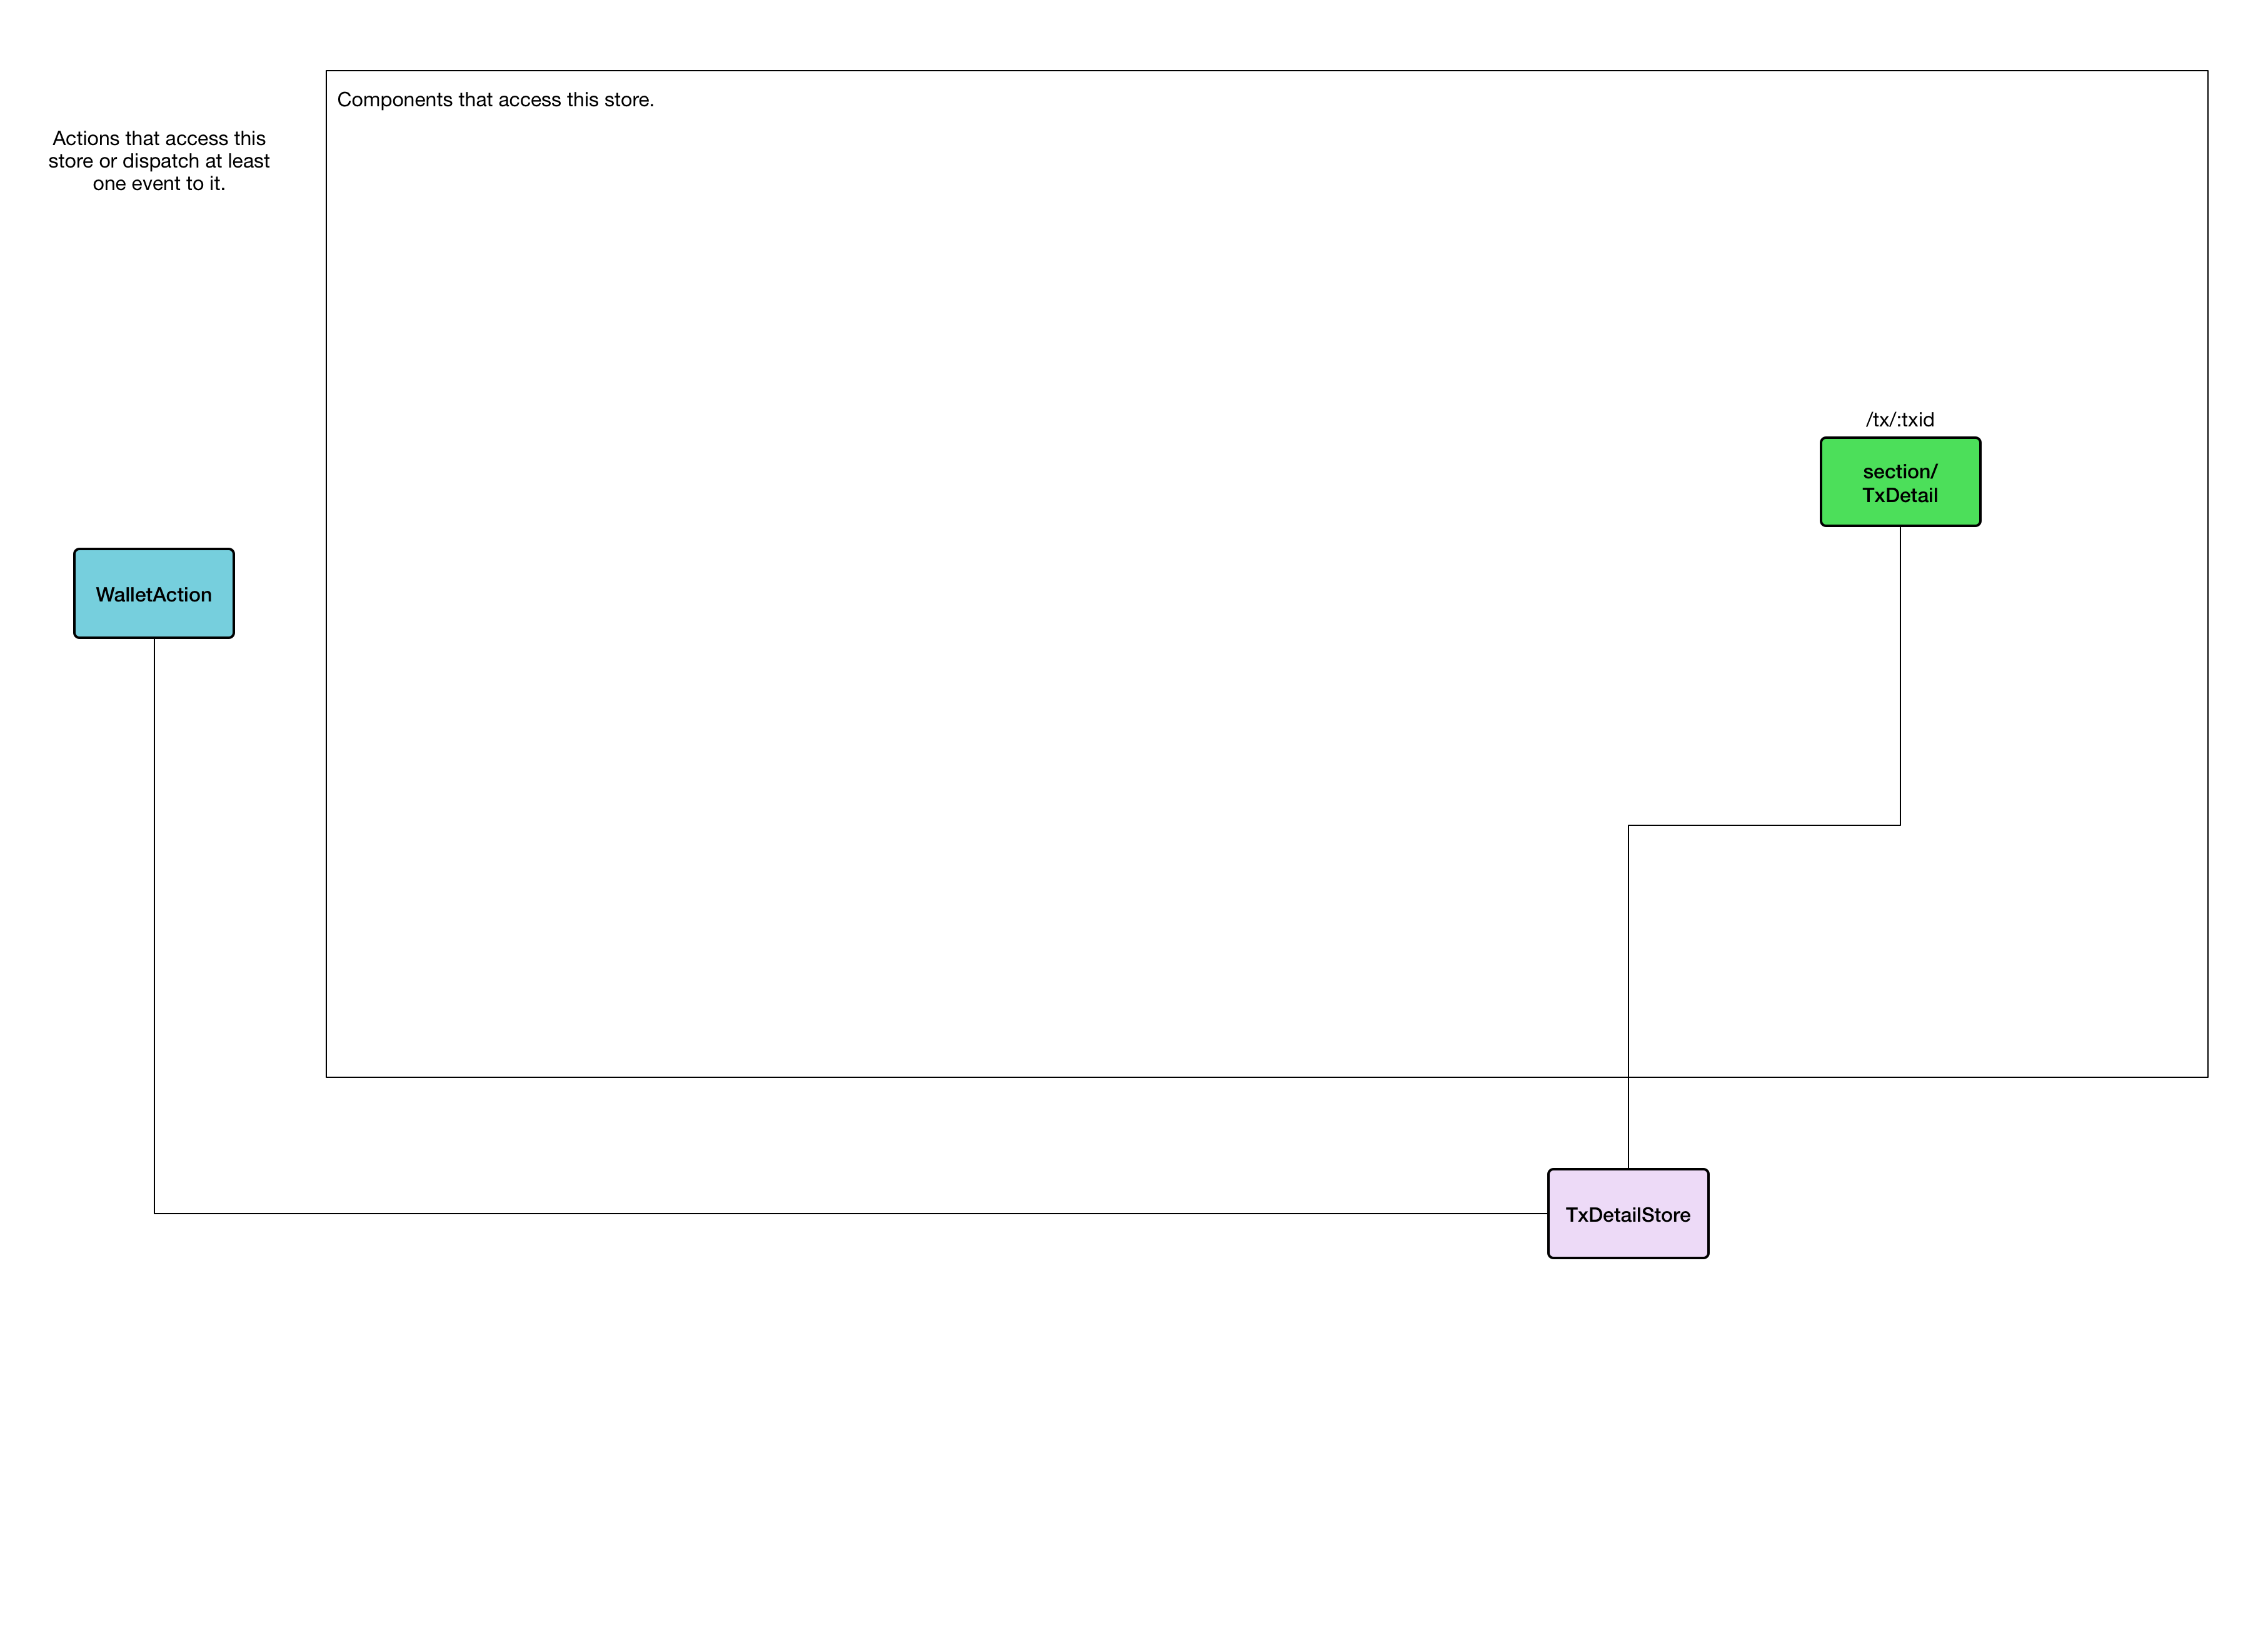 Components that access this store.
Actions that access this
store or dispatch at least
one event to it.
/tx/:txid
section/
TxDetail
WalletAction
TxDetailStore